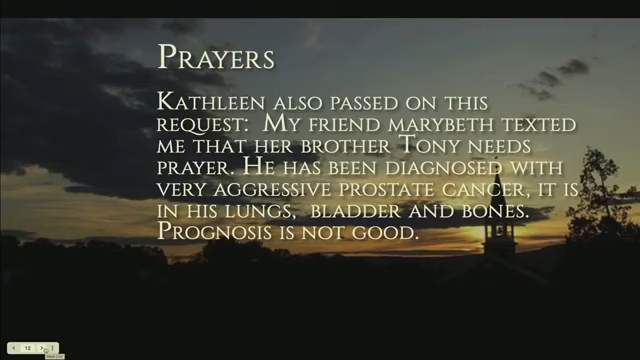 Prayers
Kathleen also passed on this
request: My friend marybeth texted
me that her brother Tony needs
prayer. He has been diagnosed with
very aggressive prostate cancer, it is
in his lungs, bladder and bones.
Prognosis is not good.
12